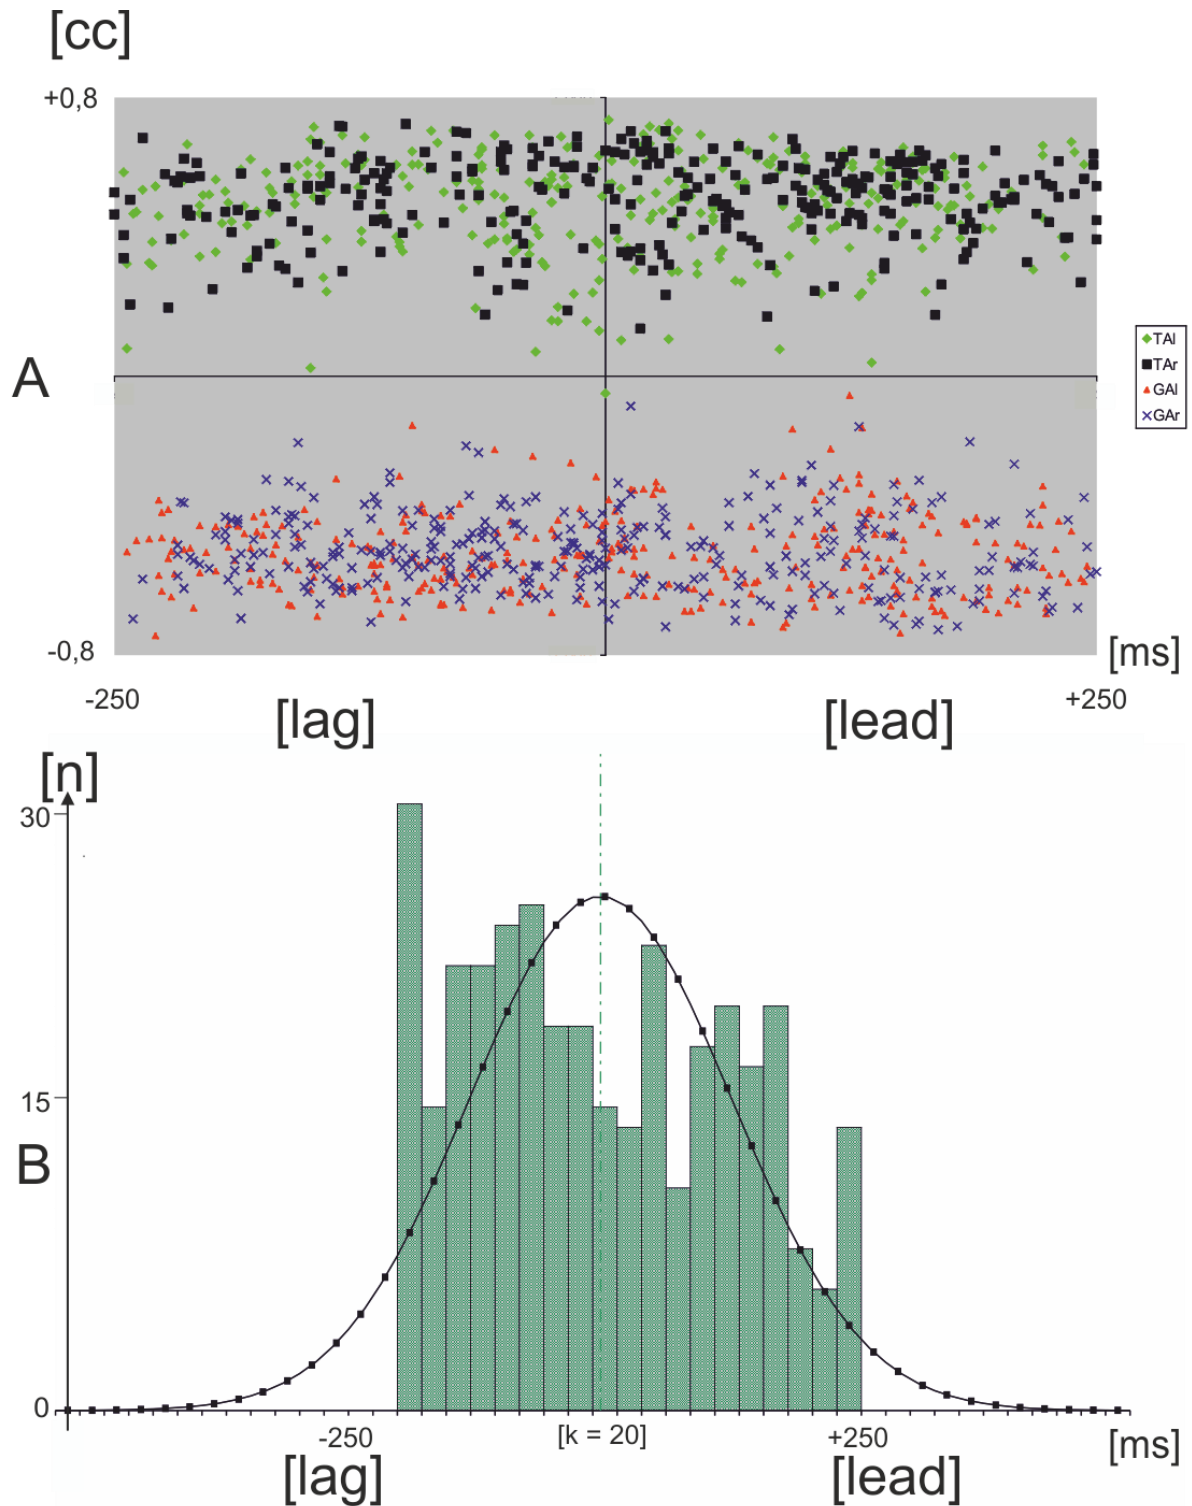 [cc]
+0,8
A
TAl
TAr
GAl
GAr
-0,8
[ms]
-250
+250
[lag]
[lead]
[n]
30
15
B
0
-250
[k = 20]
+250
[ms]
[lag]
[lead]